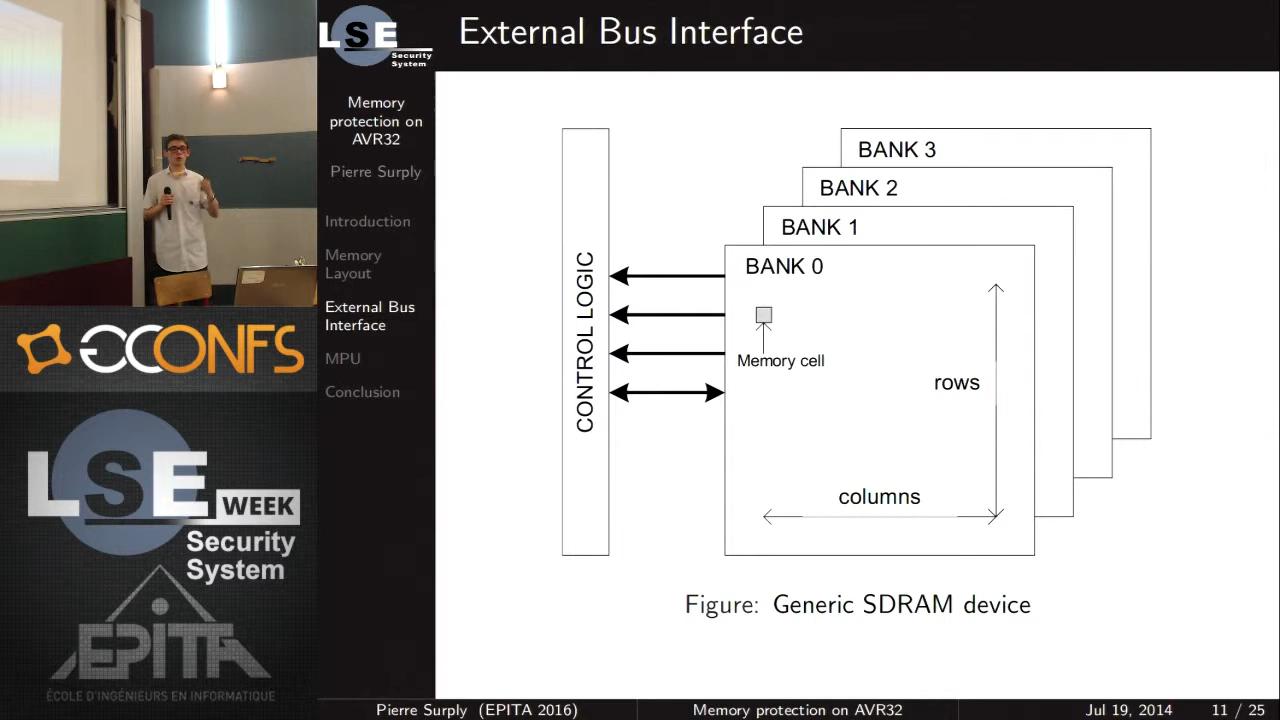 LSE
Security
System
External Bus Interface
Memory
protection on
AVR32
Pierre Surply
Introduction
Memory
Layout
External Bus
Interface
MPU
Conclusion
CONTROL LOGIC
BANK 3
BANK 2
BANK 1
BANK 0
Memory cell
rows
columns
Figure: Generic SDRAM device
CONFS
LSE WEEK
Security
System
EPITA
ÉCOLE D'INGÉNIEURS EN INFORMATIQUE
Pierre Surply (EPITA 2016)
Memory protection on AVR32
Jul 19, 2014
11 / 25